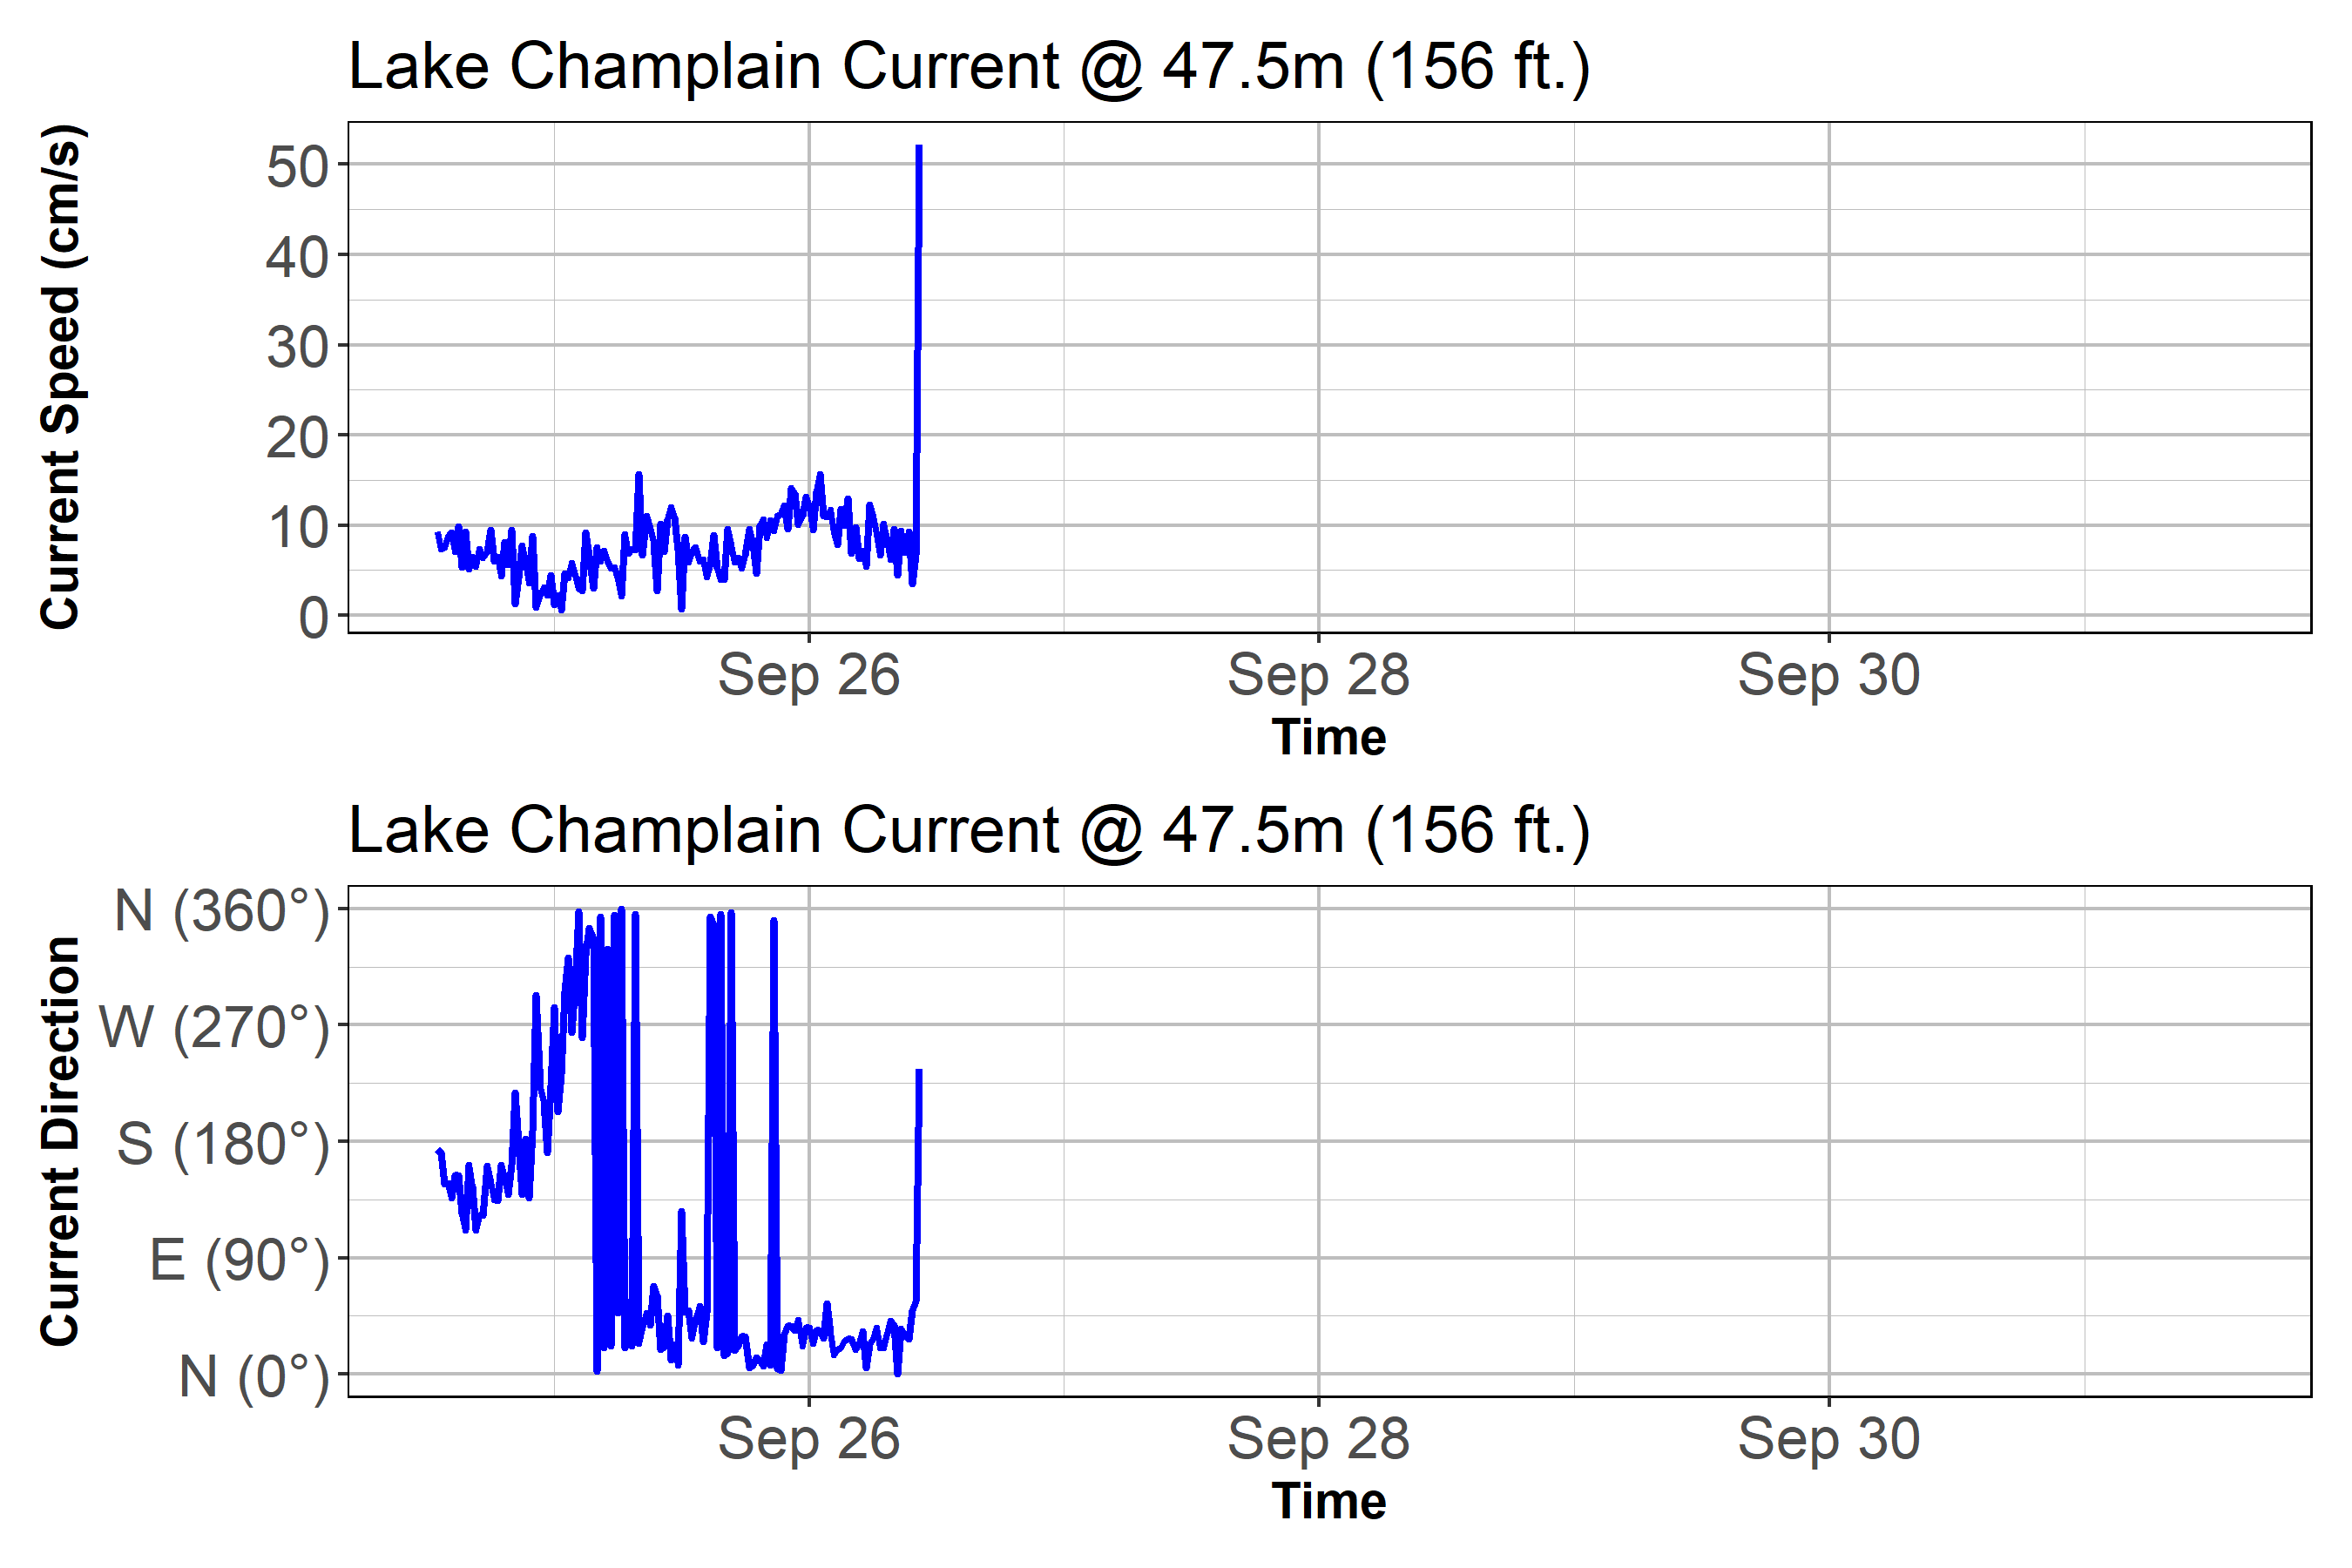 Lake Champlain Current @ 47.5m (156 ft.)
Current Speed (cm/s)
50
40
30
20
10
0
Sep 26 Sep 28 Sep 30
Time
Lake Champlain Current @ 47.5m (156 ft.)
Current Direction
N (360°)
W (270°)
S (180°)
E (90°)
N (0°)
Sep 26 Sep 28 Sep 30
Time